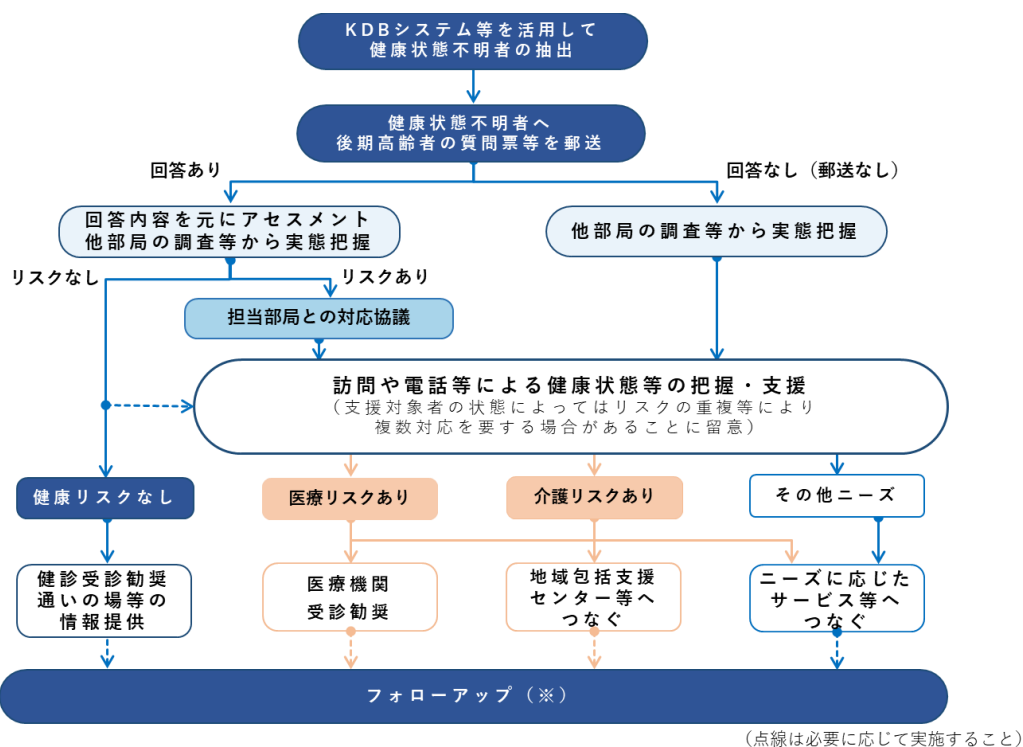 KDBシステム等を活用して
健康状態不明者の抽出
健康状態不明者へ
後期高齢者の質問票等を郵送
回答あり
回答なし（郵送なし）
回答内容を元にアセスメント
他部局の調査等から実態把握
他部局の調査等から実態把握
リスクなし
リスクあり
担当部局との対応協議
訪問や電話等による健康状態等の把握・支援
（支援対象者の状態によってはリスクの重複等により
複数対応を要する場合があることに留意）
健康リスクなし
医療リスクあり
介護リスクあり
その他ニーズ
健診受診勧奨
通いの場等の
情報提供
医療機関
受診勧奨
地域包括支援
センター等へ
つなぐ
ニーズに応じた
サービス等へ
つなぐ
フォローアップ（※）
（点線は必要に応じて実施すること）